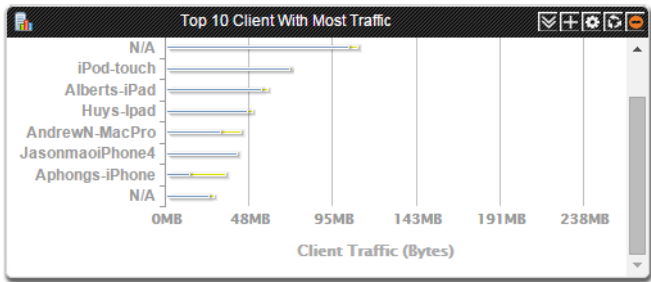 Top 10 Client With Most Traffic
N/A
iPod-touch
Alberts-iPad
Huys-Ipad
AndrewN-MacPro
JasonmaoiPhone4
Aphongs-iPhone
N/A
0MB 48MB 95MB 143MB 191MB 238MB
Client Traffic (Bytes)